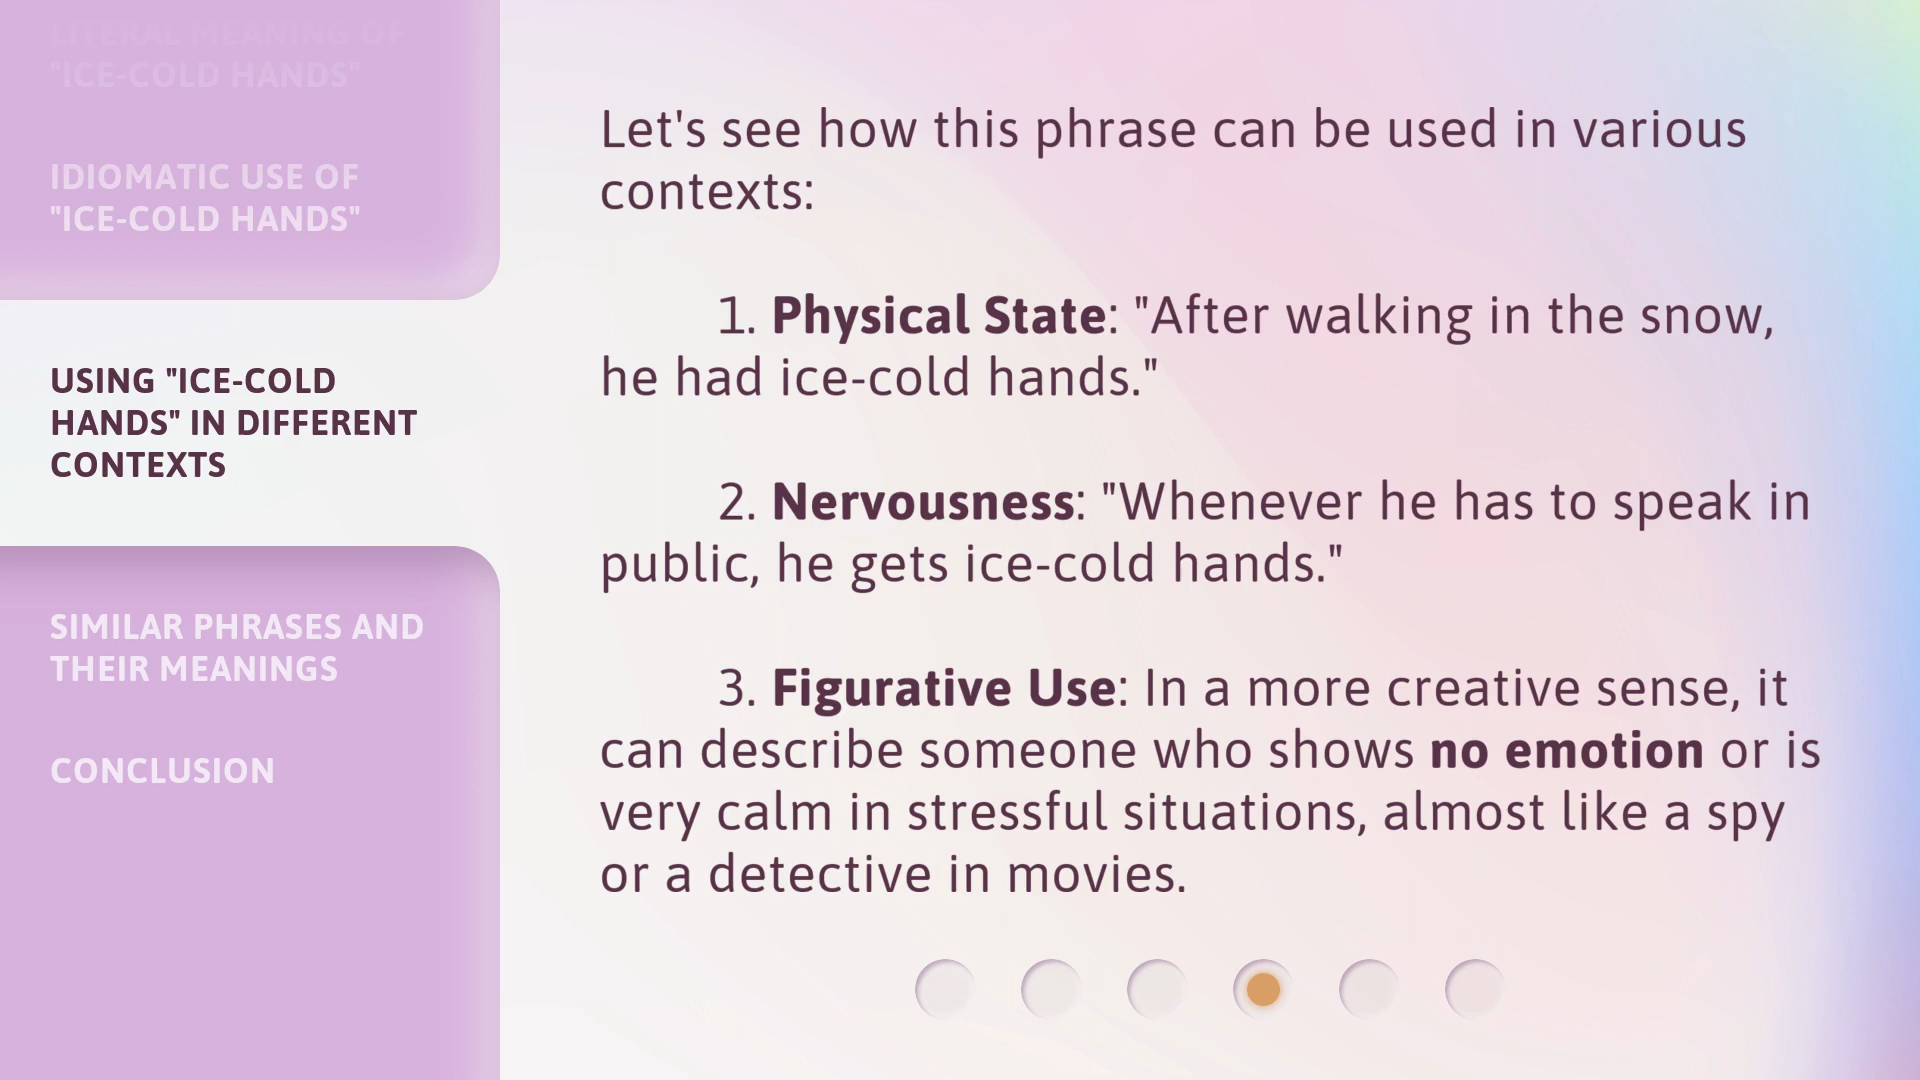 LITERAL MEANING OF
"ICE-COLD HANDS"
IDIOMATIC USE OF
"ICE-COLD HANDS"
USING "ICE-COLD
HANDS" IN DIFFERENT
CONTEXTS
SIMILAR PHRASES AND
THEIR MEANINGS
CONCLUSION
Let's see how this phrase can be used in various
contexts:
1. Physical State: "After walking in the snow,
he had ice-cold hands."
2. Nervousness: "Whenever he has to speak in
public, he gets ice-cold hands."
3. Figurative Use: In a more creative sense, it
can describe someone who shows no emotion or is
very calm in stressful situations, almost like a spy
or a detective in movies.